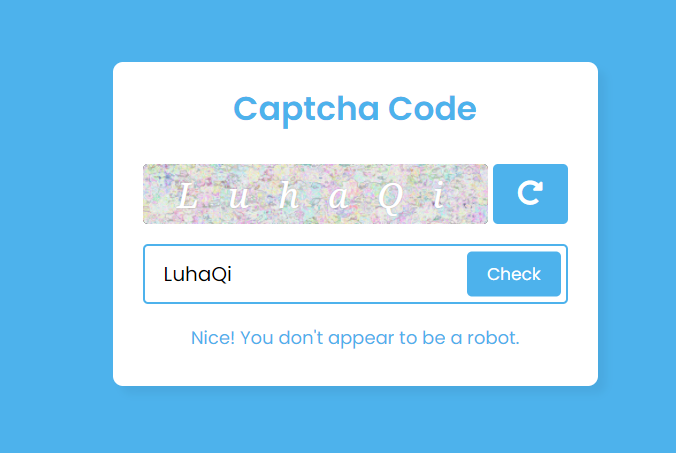 Captcha Code
L u h a Q i
LuhaQi
Check
Nice! You don't appear to be a robot.